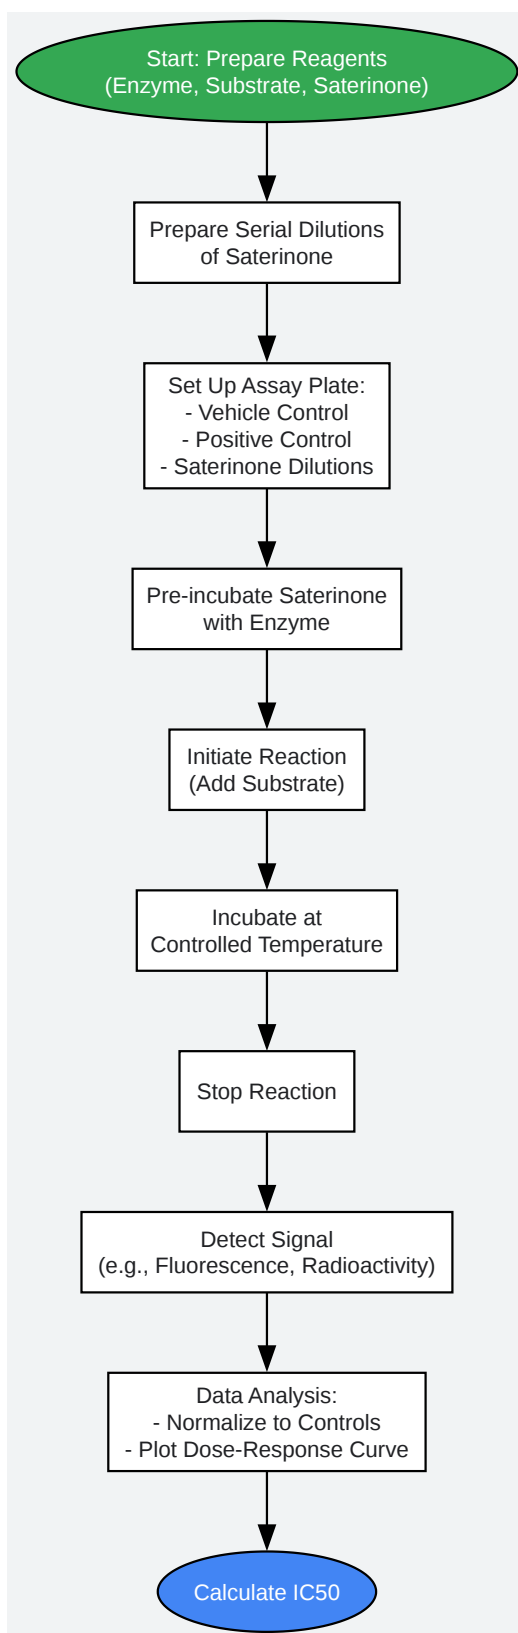 Start: Prepare Reagents
(Enzyme, Substrate, Saterinone)
Prepare Serial Dilutions
of Saterinone
Set Up Assay Plate:
- Vehicle Control
- Positive Control
- Saterinone Dilutions
Pre-incubate Saterinone
with Enzyme
Initiate Reaction
(Add Substrate)
Incubate at
Controlled Temperature
Stop Reaction
Detect Signal
(e.g., Fluorescence, Radioactivity)
Data Analysis:
- Normalize to Controls
- Plot Dose-Response Curve
Calculate IC50